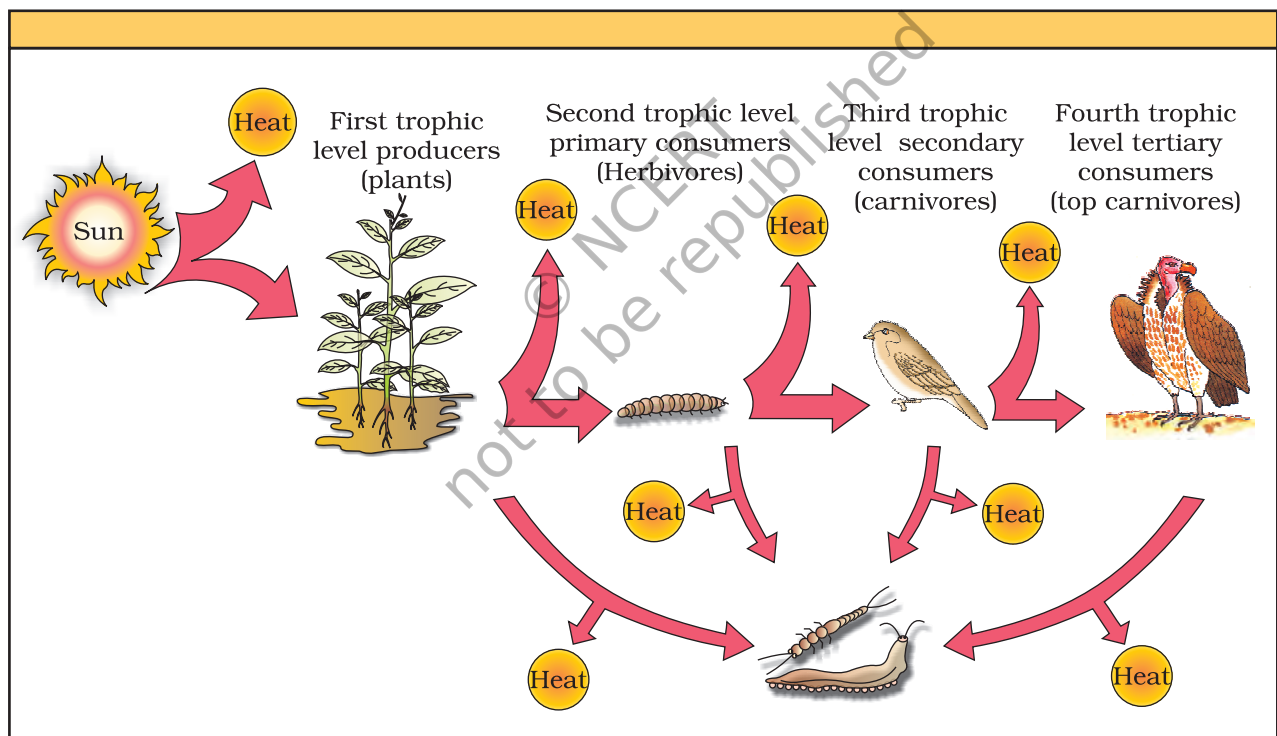 Heat
First trophic
level producers
(plants)
Second trophic level
primary consumers
(Herbivores)
Third trophic
level secondary
consumers
(carnivores)
Fourth trophic
level tertiary
consumers
(top carnivores)
Sun
Heat
Heat
Heat
Heat
Heat
Heat
Heat
© NCERT
not to be republished